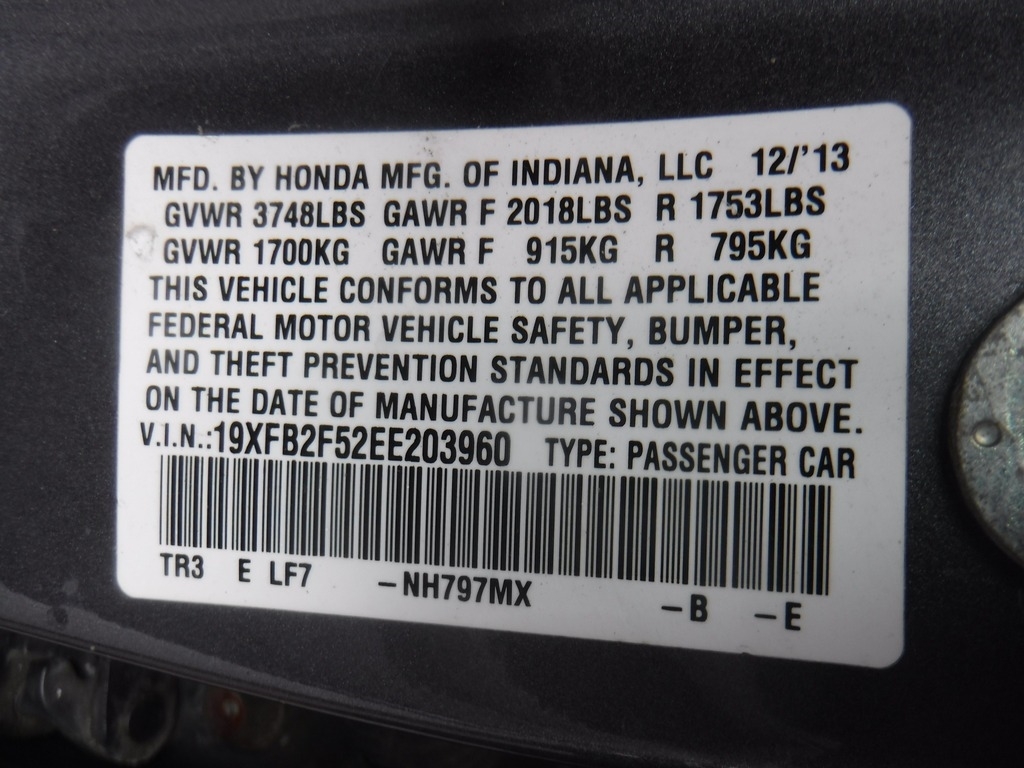 MFD. BY HONDA MFG. OF INDIANA, LLC 12/'13
GVWR 3748LBS GAWR F 2018LBS R 1753LBS
GVWR 1700KG GAWR F 915KG R 795KG
THIS VEHICLE CONFORMS TO ALL APPLICABLE
FEDERAL MOTOR VEHICLE SAFETY, BUMPER,
AND THEFT PREVENTION STANDARDS IN EFFECT
ON THE DATE OF MANUFACTURE SHOWN ABOVE.
V.I.N.:19XFB2F52EE203960 TYPE: PASSENGER CAR
TR3 E LF7 -NH797MX -B -E